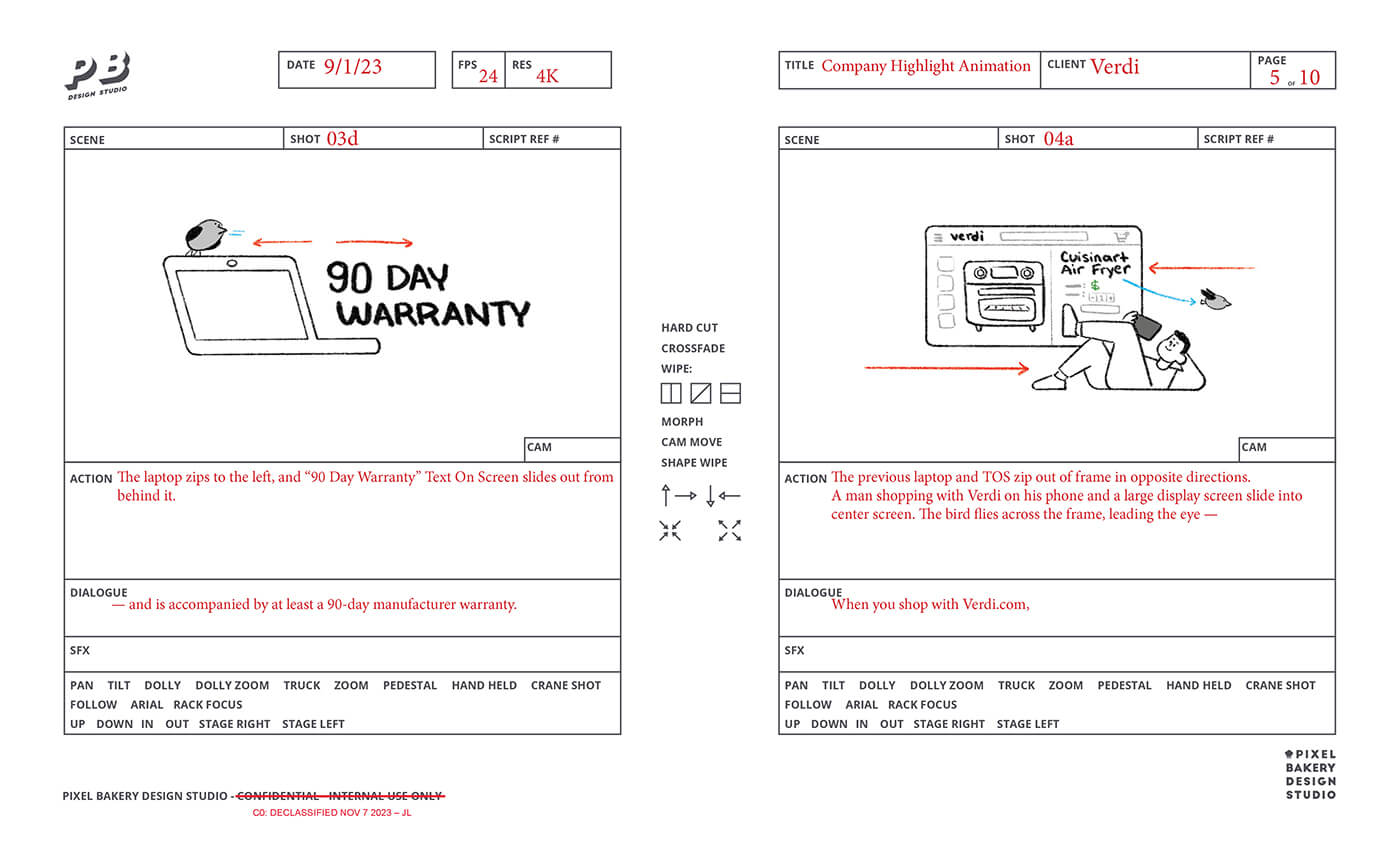 PB
DESIGN STUDIO
DATE 9/1/23
FPS 24
RES 4K
TITLE Company Highlight Animation
CLIENT Verdi
PAGE 5 OF 10
SCENE
SHOT 03d
SCRIPT REF #
90 DAY
WARRANTY
CAM
ACTION The laptop zips to the left, and “90 Day Warranty” Text On Screen slides out from
behind it.
DIALOGUE
— and is accompanied by at least a 90-day manufacturer warranty.
SFX
PAN TILT DOLLY DOLLY ZOOM TRUCK ZOOM PEDESTAL HAND HELD CRANE SHOT
FOLLOW ARIAL RACK FOCUS
UP DOWN IN OUT STAGE RIGHT STAGE LEFT
HARD CUT
CROSSFADE
WIPE:
MORPH
CAM MOVE
SHAPE WIPE
SCENE
SHOT 04a
SCRIPT REF #
verdi
Cuisinart
Air Fryer
$
-|1|+
CAM
ACTION The previous laptop and TOS zip out of frame in opposite directions.
A man shopping with Verdi on his phone and a large display screen slide into
center screen. The bird flies across the frame, leading the eye —
DIALOGUE
When you shop with Verdi.com,
SFX
PAN TILT DOLLY DOLLY ZOOM TRUCK ZOOM PEDESTAL HAND HELD CRANE SHOT
FOLLOW ARIAL RACK FOCUS
UP DOWN IN OUT STAGE RIGHT STAGE LEFT
PIXEL BAKERY DESIGN STUDIO - CONFIDENTIAL - INTERNAL USE ONLY
C0: DECLASSIFIED NOV 7 2023 – JL
PIXEL
BAKERY
DESIGN
STUDIO